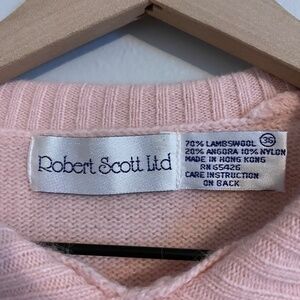 Robert Scott Ltd
70% LAMBSWOOL
20% ANGORA 10% NYLON
MADE IN HONG KONG
RN 65426
CARE INSTRUCTION
ON BACK
36